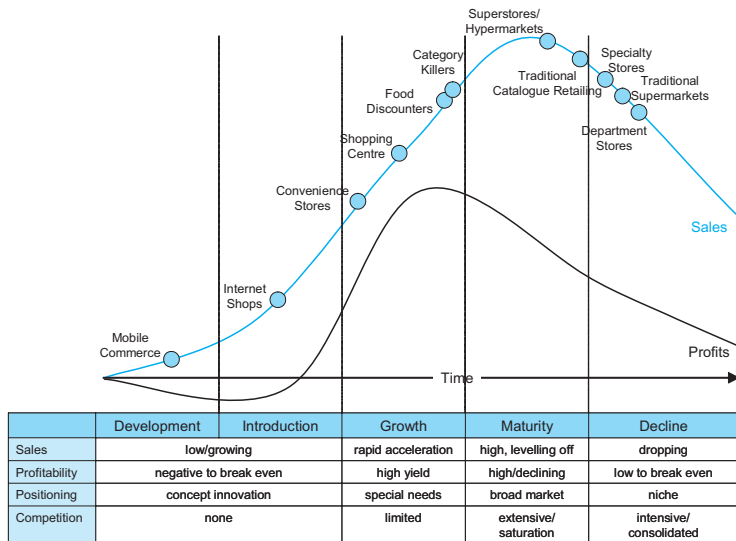 Superstores/
Hypermarkets
Category
Killers
Specialty
Stores
Traditional
Catalogue Retailing
Traditional
Supermarkets
Food
Discounters
Department
Stores
Shopping
Centre
Convenience
Stores
Sales
Internet
Shops
Mobile
Commerce
Profits
Time
Development Introduction Growth Maturity Decline
Sales low/growing rapid acceleration high, levelling off dropping
Profitability negative to break even high yield high/declining low to break even
Positioning concept innovation special needs broad market niche
Competition none limited extensive/ intensive/
saturation consolidated